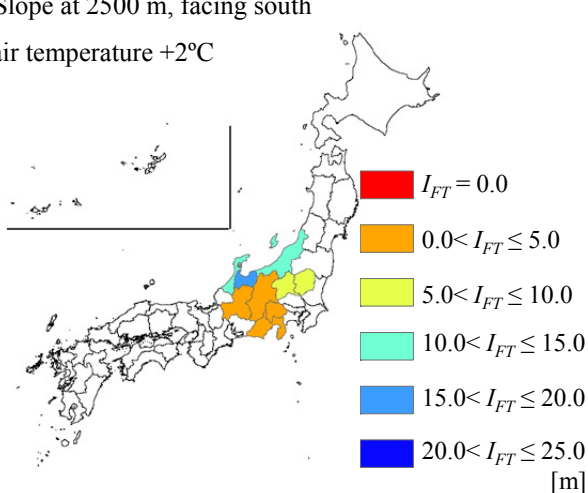 Slope at 2500 m, facing south
air temperature +2ºC
I_FT = 0.0
0.0< I_FT ≤ 5.0
5.0< I_FT ≤ 10.0
10.0< I_FT ≤ 15.0
15.0< I_FT ≤ 20.0
20.0< I_FT ≤ 25.0
[m]